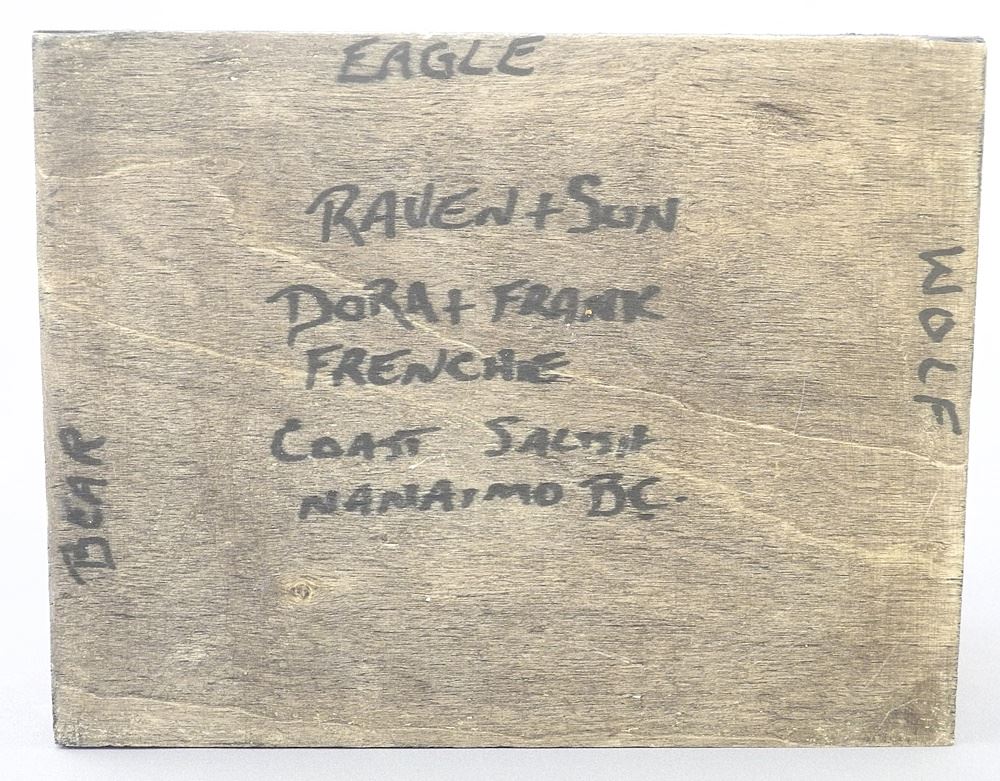 EAGLE
RAVEN + SUN
DORA + FRANK
FRENCHIE
COAST SALISH
NANAIMO BC.
WOLF
BEAR